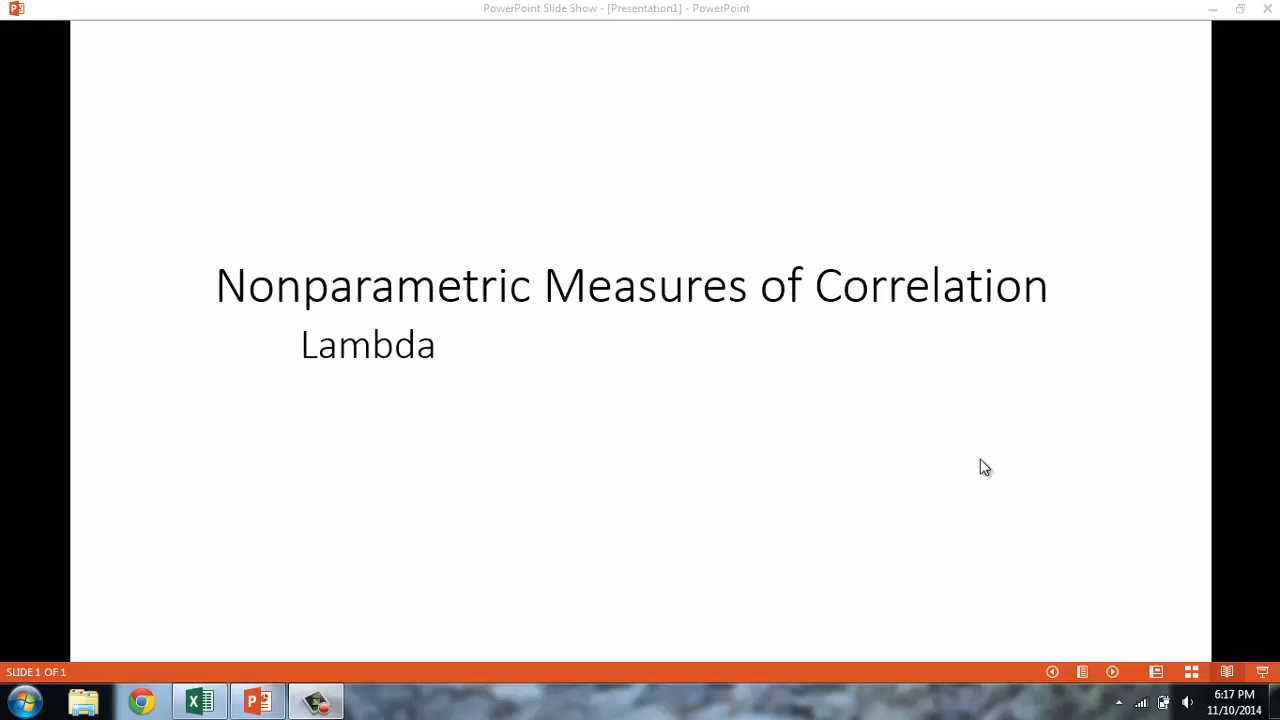 PowerPoint Slide Show - [Presentation1] - PowerPoint
Nonparametric Measures of Correlation
Lambda
SLIDE 1 OF 1
6:17 PM
11/10/2014